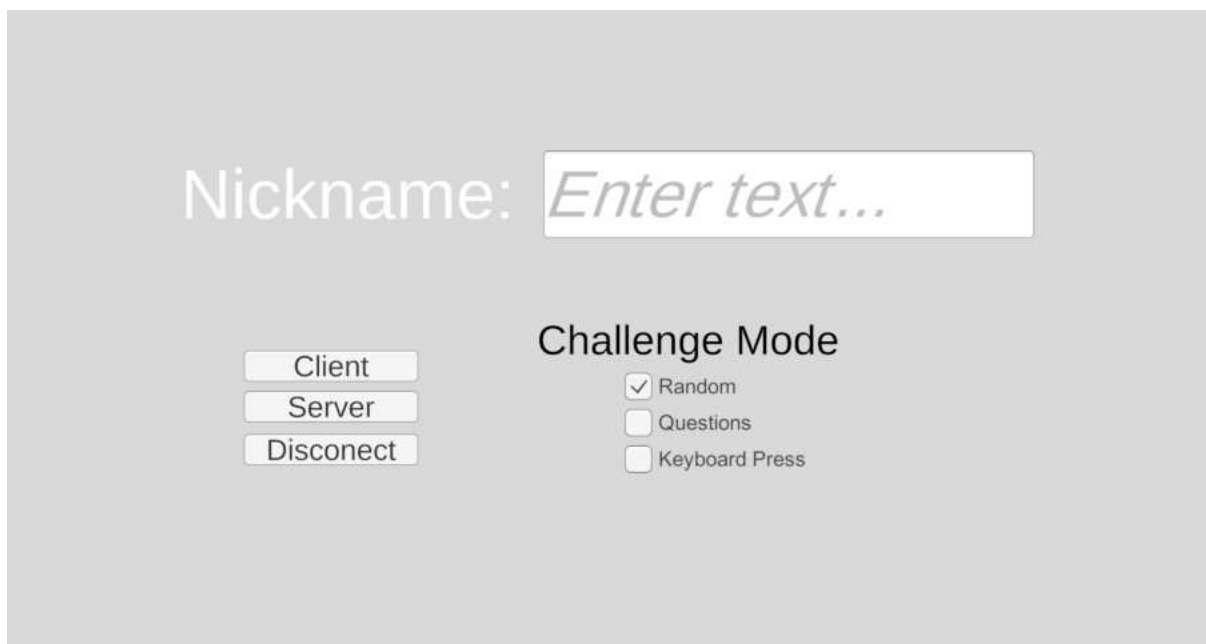 Nickname: Enter text...
Challenge Mode
Client
Server
Disconect
Random
Questions
Keyboard Press